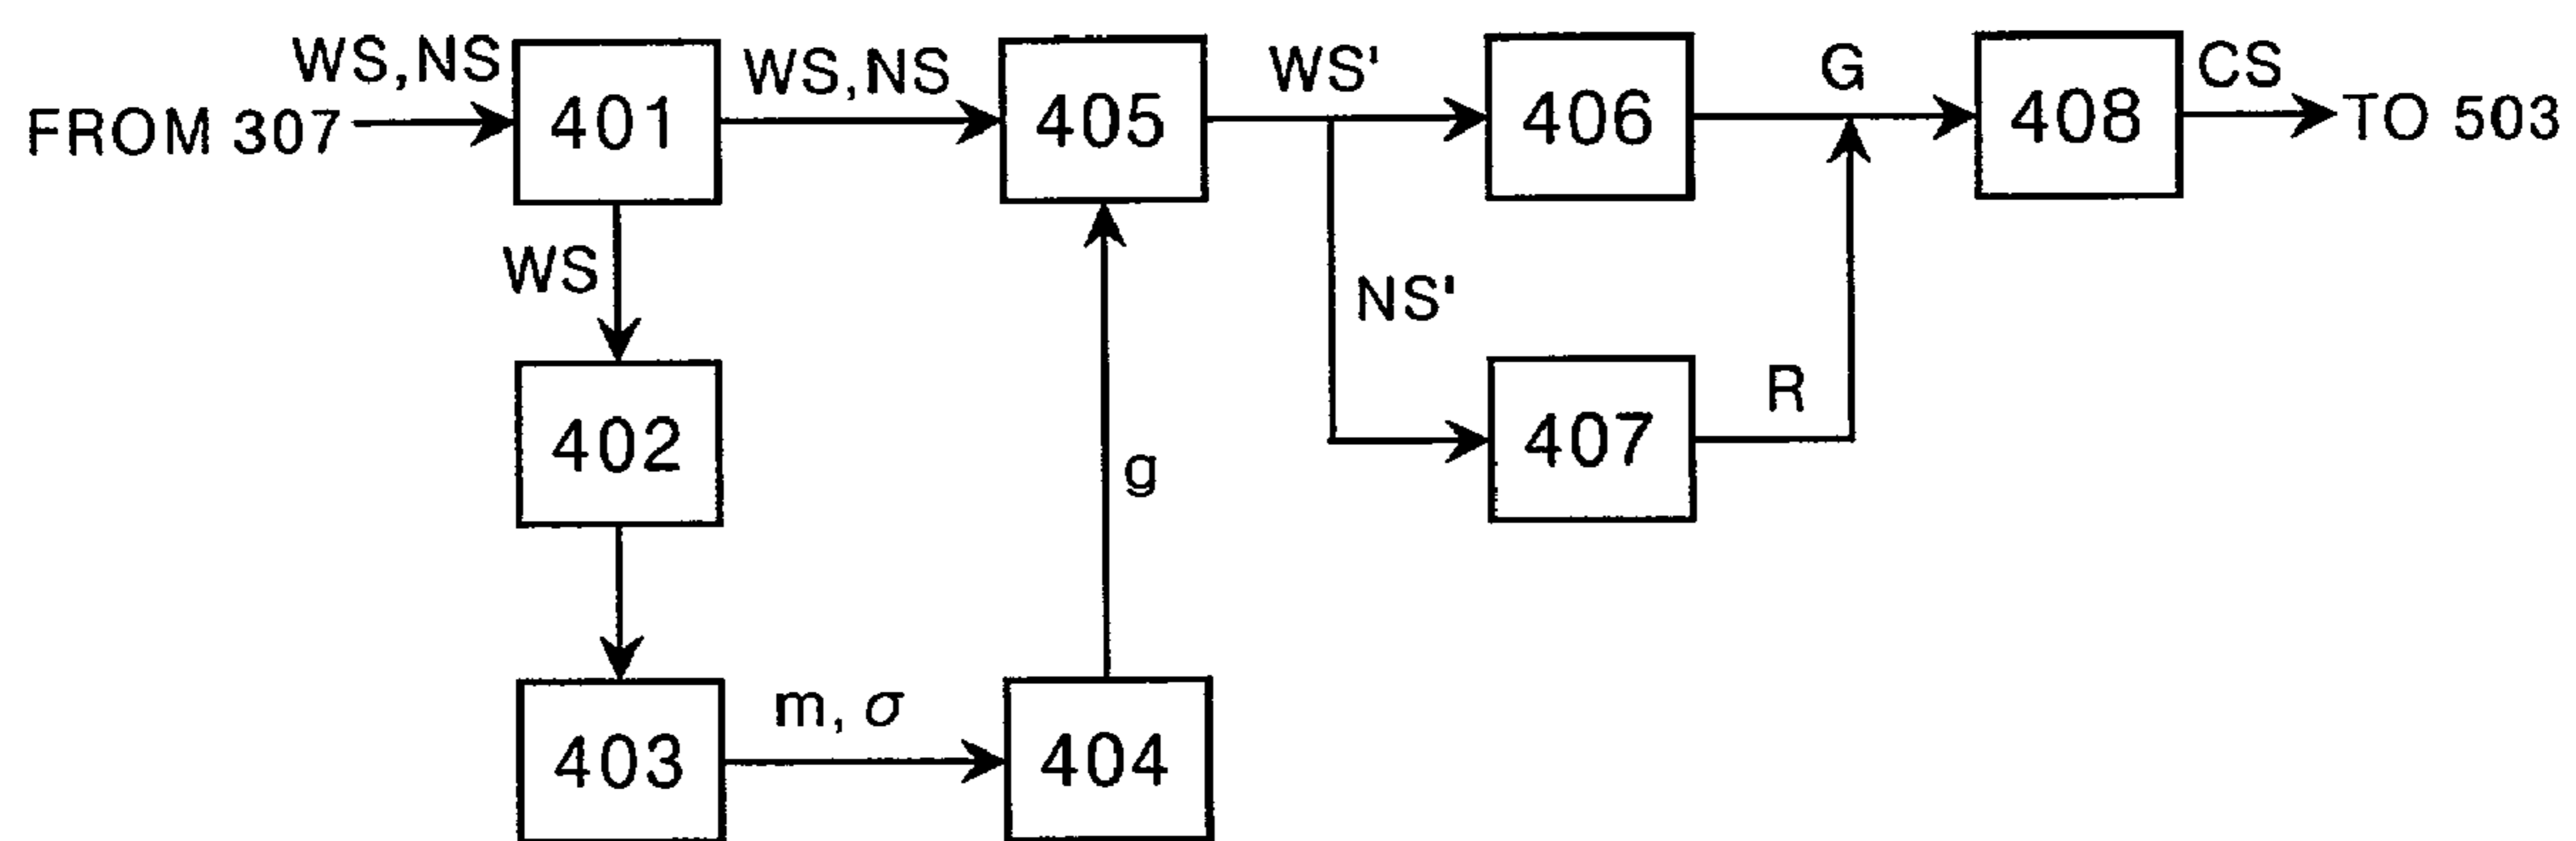 WS,NS
FROM 307
401
WS,NS
405
WS'
406
G
408
CS
TO 503
WS
NS'
402
g
407
R
403
m, σ
404